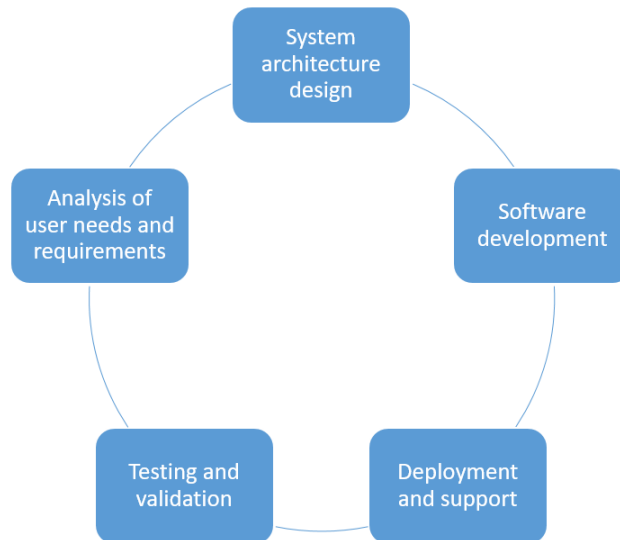 System
architecture
design
Analysis of
user needs and
requirements
Software
development
Testing and
validation
Deployment
and support